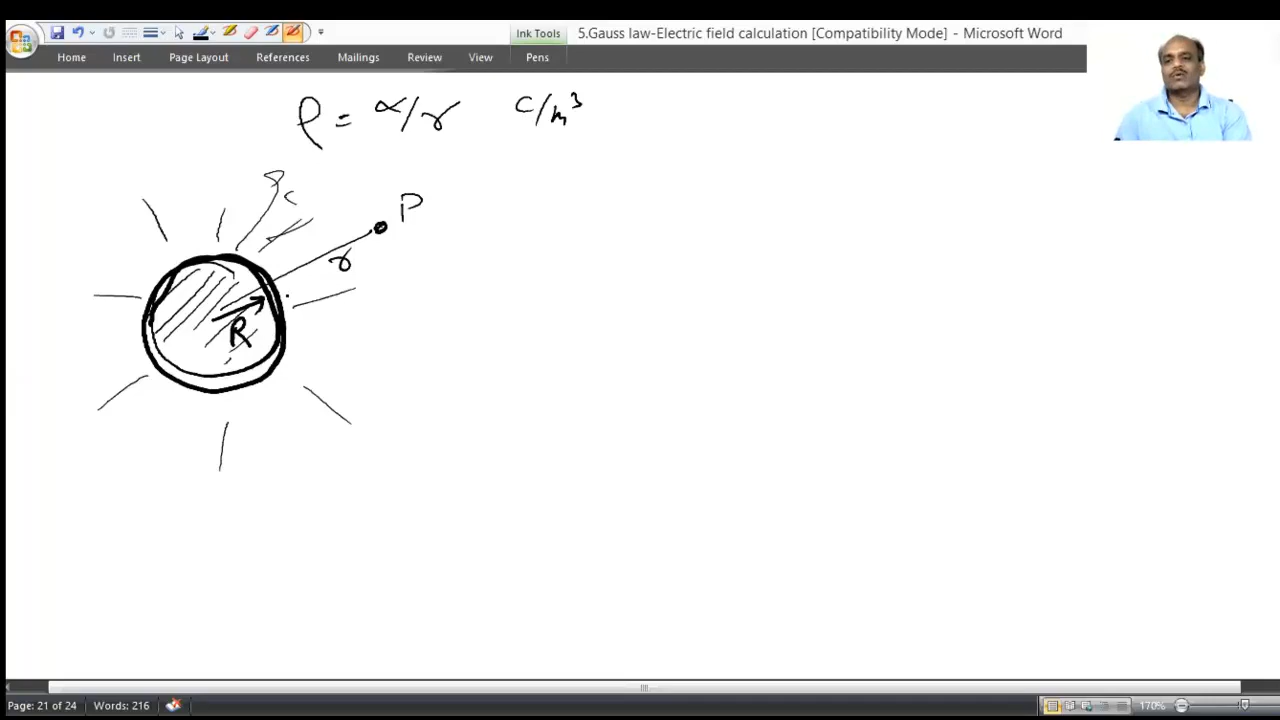 Ink Tools
5.Gauss law-Electric field calculation [Compatibility Mode] - Microsoft Word
Home Insert Page Layout References Mailings Review View Pens
ρ = α/r C/m³
P
r
R
Page: 21 of 24 Words: 216 170%